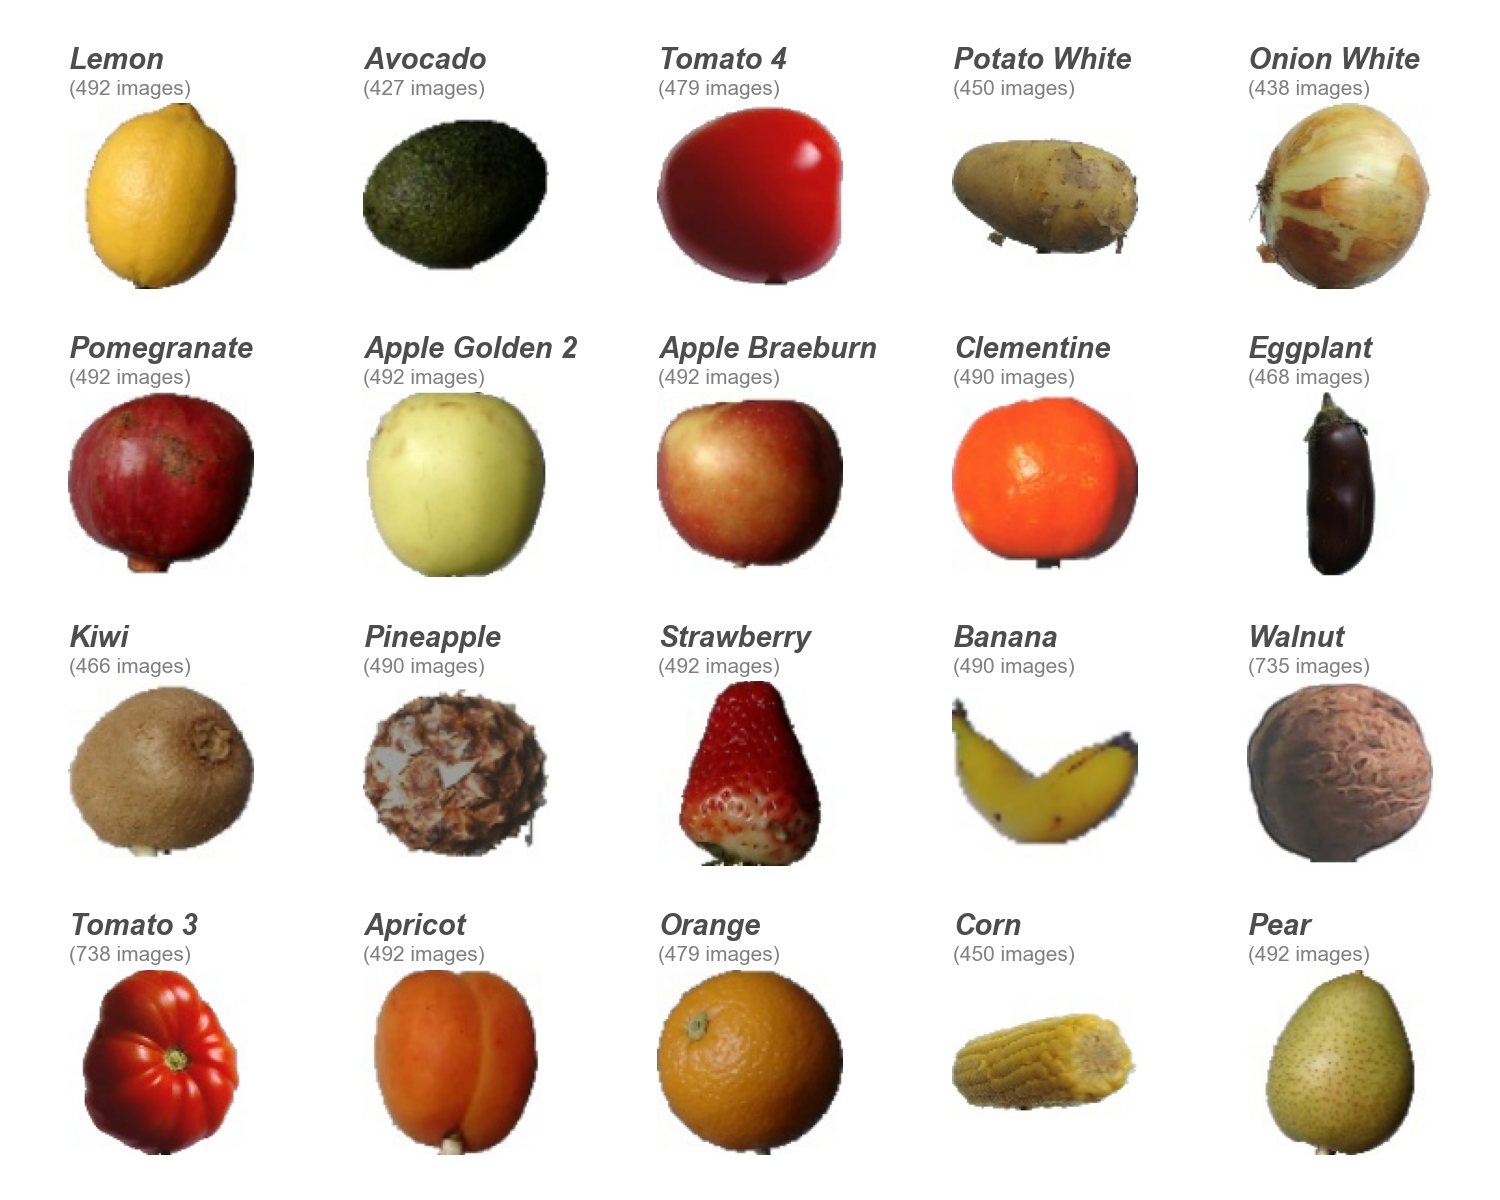 Lemon
(492 images)
Avocado
(427 images)
Tomato 4
(479 images)
Potato White
(450 images)
Onion White
(438 images)
Pomegranate
(492 images)
Apple Golden 2
(492 images)
Apple Braeburn
(492 images)
Clementine
(490 images)
Eggplant
(468 images)
Kiwi
(466 images)
Pineapple
(490 images)
Strawberry
(492 images)
Banana
(490 images)
Walnut
(735 images)
Tomato 3
(738 images)
Apricot
(492 images)
Orange
(479 images)
Corn
(450 images)
Pear
(492 images)